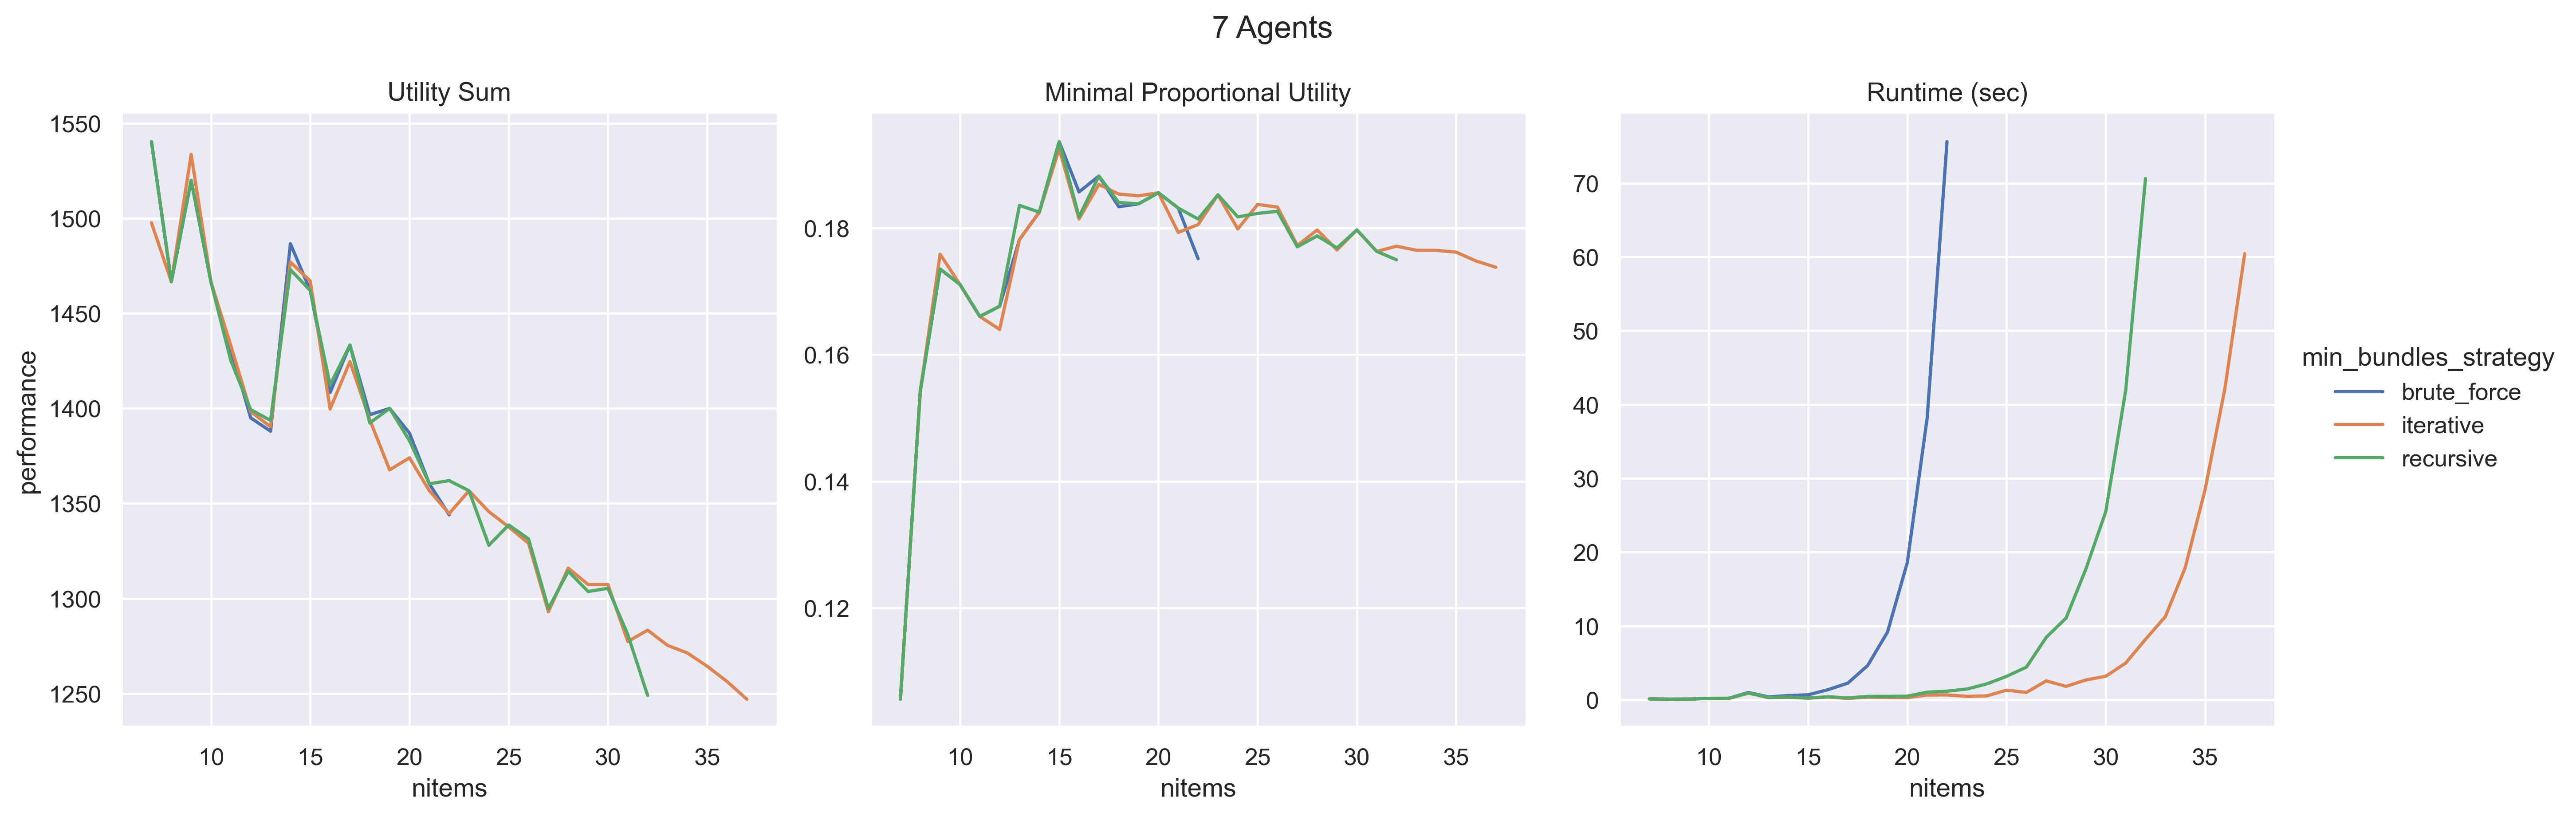 7 Agents
Utility Sum
1550
1500
1450
1400
1350
1300
1250
performance
10 15 20 25 30 35
nitems
Minimal Proportional Utility
0.18
0.16
0.14
0.12
10 15 20 25 30 35
nitems
Runtime (sec)
70
60
50
40
30
20
10
0
10 15 20 25 30 35
nitems
min_bundles_strategy
brute_force
iterative
recursive